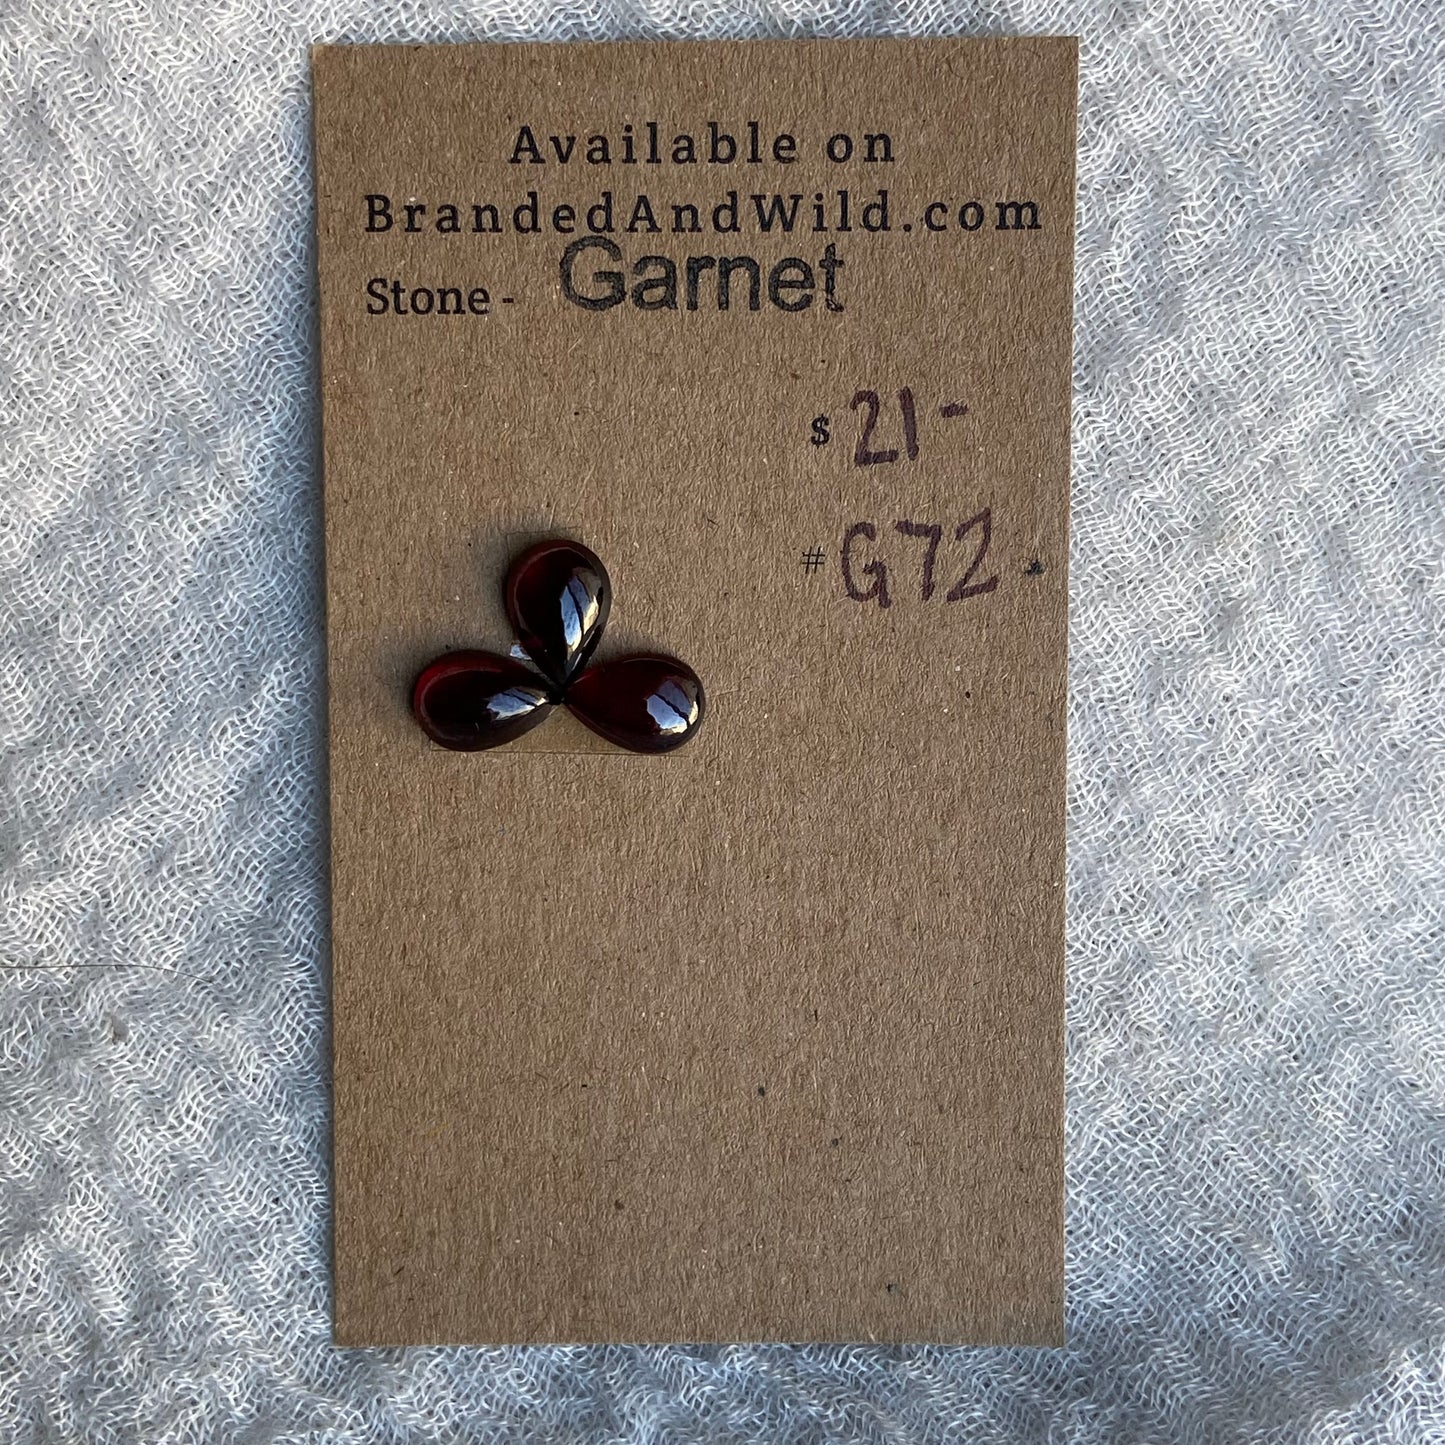 Available on
BrandedAndWild.com
Stone - Garnet
$ 21-
# G72